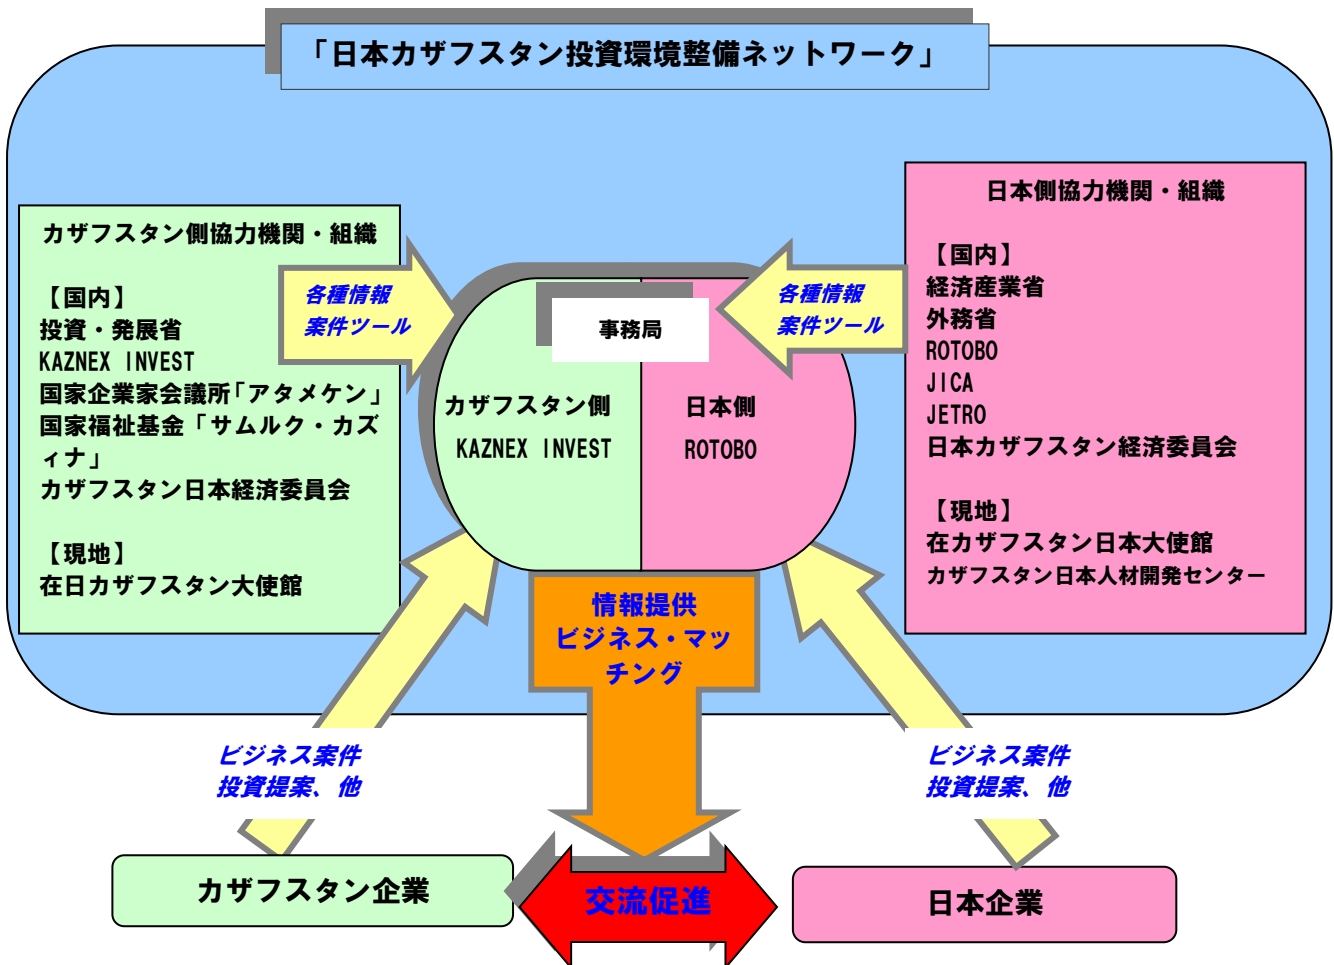 「日本カザフスタン投資環境整備ネットワーク」
カザフスタン側協力機関・組織
【国内】
投資・発展省
KAZNEX INVEST
国家企業家会議所「アタメケン」
国家福祉基金「サムルク・カズ
ィナ」
カザフスタン日本経済委員会
【現地】
在日カザフスタン大使館
各種情報
案件ツール
事務局
カザフスタン側
KAZNEX INVEST
日本側
ROTOBO
各種情報
案件ツール
日本側協力機関・組織
【国内】
経済産業省
外務省
ROTOBO
JICA
JETRO
日本カザフスタン経済委員会
【現地】
在カザフスタン日本大使館
カザフスタン日本人材開発センター
情報提供
ビジネス・マッ
チング
ビジネス案件
投資提案、他
ビジネス案件
投資提案、他
カザフスタン企業
交流促進
日本企業